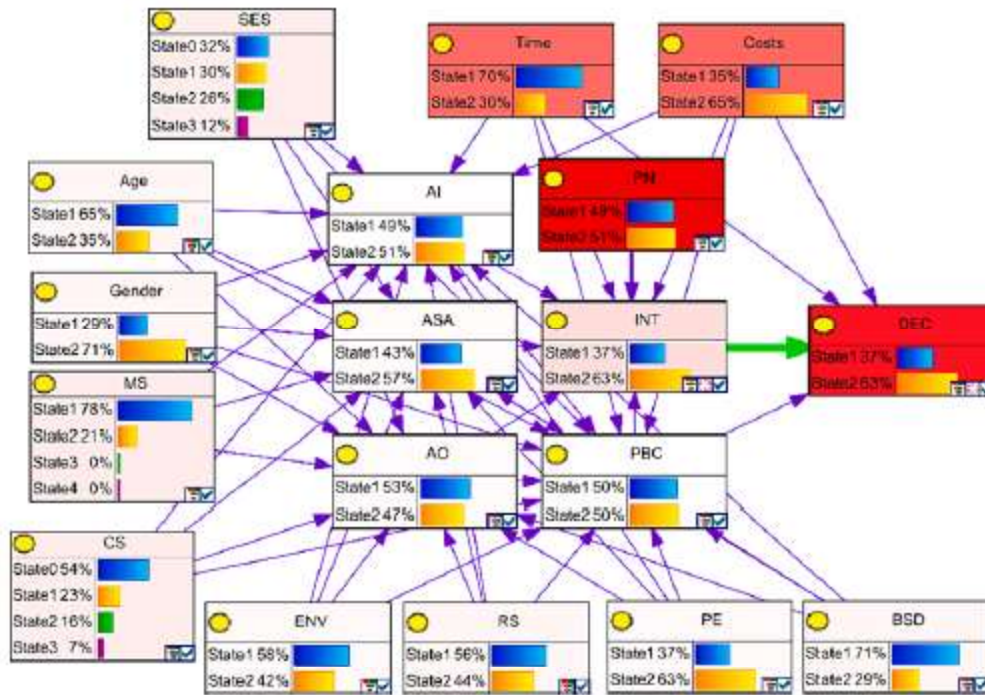 SES
State0 32%
State1 30%
State2 26%
State3 12%
Time
State1 70%
State2 30%
Costs
State1 35%
State2 65%
Age
State1 65%
State2 35%
AI
State1 49%
State2 51%
PN
State1 49%
State2 51%
Gender
State1 29%
State2 71%
ASA
State1 43%
State2 57%
INT
State1 37%
State2 63%
DEC
State1 37%
State2 63%
MS
State1 78%
State2 21%
State3 0%
State4 0%
AO
State1 53%
State2 47%
PBC
State1 50%
State2 50%
CS
State0 54%
State1 23%
State2 16%
State3 7%
ENV
State1 58%
State2 42%
RS
State1 56%
State2 44%
PE
State1 37%
State2 63%
BSD
State1 71%
State2 29%